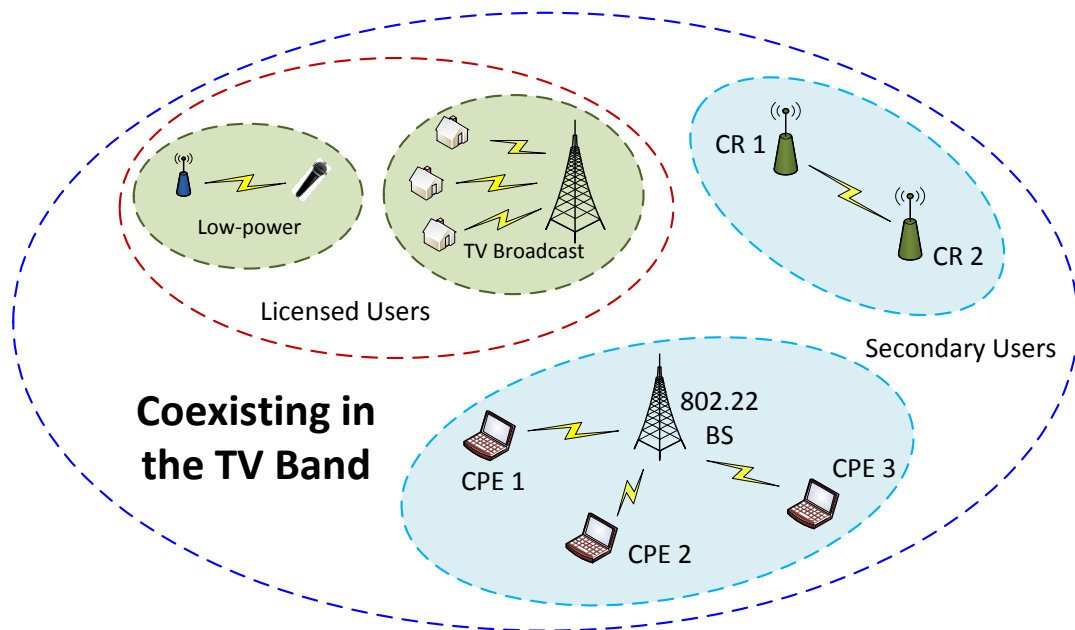 CR 1
CR 2
Low-power
TV Broadcast
Licensed Users
Secondary Users
Coexisting in
the TV Band
802.22
BS
CPE 1
CPE 2
CPE 3